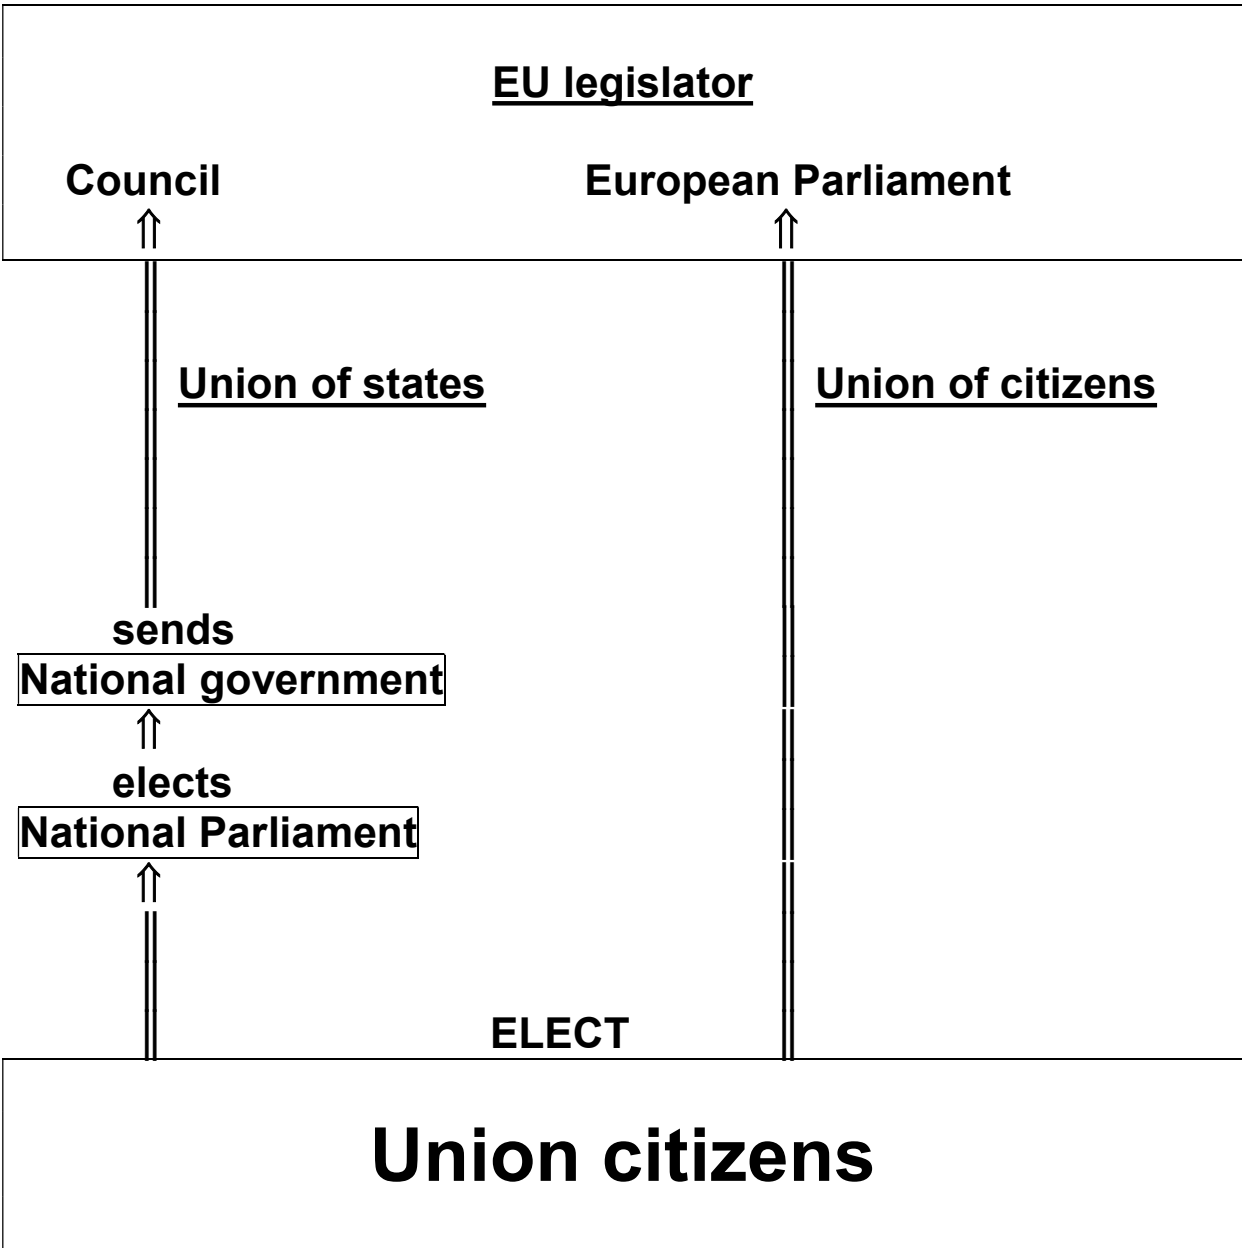 EU legislator
Council European Parliament
⇑ ⇑
Union of states Union of citizens
sends
National government
⇑
elects
National Parliament
⇑
ELECT
Union citizens